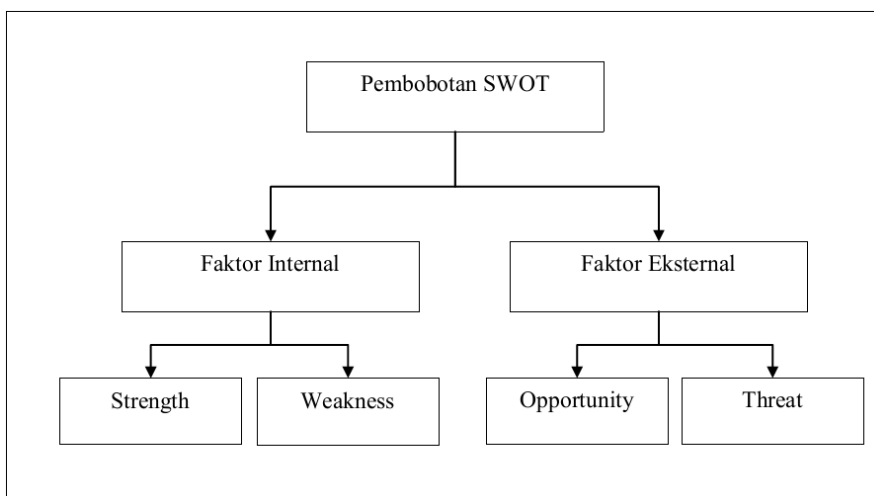 Pembobotan SWOT
Faktor Internal
Faktor Eksternal
Strength
Weakness
Opportunity
Threat